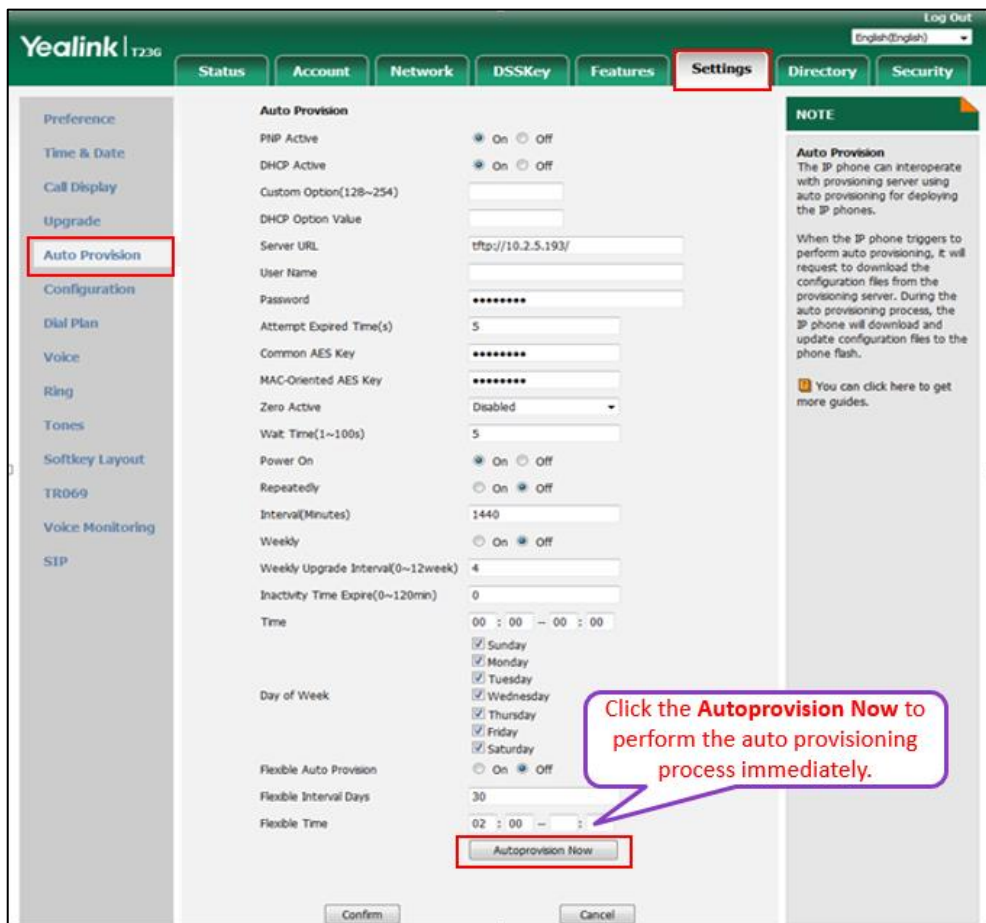 Log Out
English(English)
Yealink T23G
Status Account Network DSSKey Features Settings Directory Security
Preference
Time & Date
Call Display
Upgrade
Auto Provision
Configuration
Dial Plan
Voice
Ring
Tones
Softkey Layout
TR069
Voice Monitoring
SIP
Auto Provision
PNP Active On Off
DHCP Active On Off
Custom Option(128~254)
DHCP Option Value
Server URL tftp://10.2.5.193/
User Name
Password ••••••••
Attempt Expired Time(s) 5
Common AES Key ••••••••
MAC-Oriented AES Key ••••••••
Zero Active Disabled
Wait Time(1~100s) 5
Power On On Off
Repeatedly On Off
Interval(Minutes) 1440
Weekly On Off
Weekly Upgrade Interval(0~12week) 4
Inactivity Time Expire(0~120min) 0
Time 00 : 00 -- 00 : 00
Day of Week
Sunday
Monday
Tuesday
Wednesday
Thursday
Friday
Saturday
Flexible Auto Provision On Off
Flexible Interval Days 30
Flexible Time 02 : 00 -- :
Autoprovision Now
Confirm Cancel
Click the Autoprovision Now to
perform the auto provisioning
process immediately.
NOTE
Auto Provision
The IP phone can interoperate
with provsioning server using
auto provisioning for deploying
the IP phones.
When the IP phone triggers to
perform auto provisioning, it will
request to download the
configuration files from the
provisioning server. During the
auto provisioning process, the
IP phone will download and
update configuration files to the
phone flash.
You can click here to get
more guides.